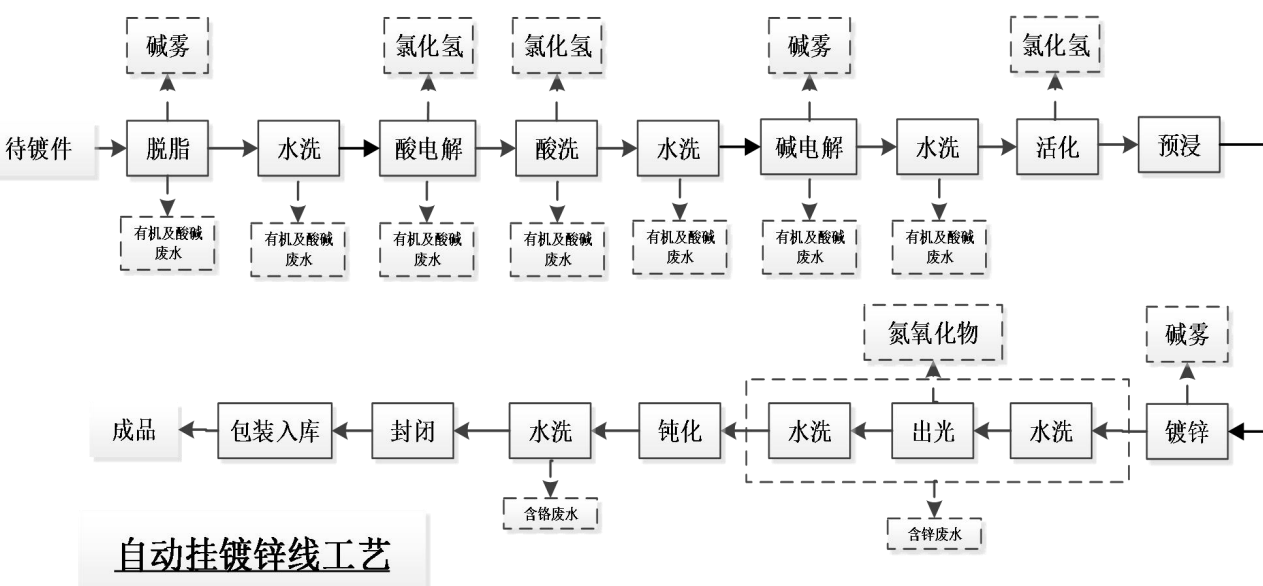 碱雾
氯化氢
氯化氢
碱雾
氯化氢
待镀件
脱脂
水洗
酸电解
酸洗
水洗
碱电解
水洗
活化
预浸
有机及酸碱
废水
有机及酸碱
废水
有机及酸碱
废水
有机及酸碱
废水
有机及酸碱
废水
有机及酸碱
废水
有机及酸碱
废水
氮氧化物
碱雾
成品
包装入库
封闭
水洗
钝化
水洗
出光
水洗
镀锌
含铬废水
含锌废水
自动挂镀锌线工艺